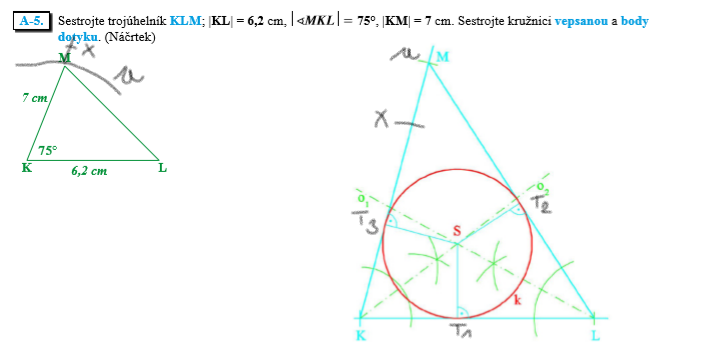 A-5. Sestrojte trojúhelník KLM; |KL| = 6,2 cm, |∢MKL| = 75°, |KM| = 7 cm. Sestrojte kružnici vepsanou a body
dotyku. (Náčrtek)
M x
u
7 cm
75°
K 6,2 cm L
u M
X
o1 o2
T3 S T2
k
K T1 L